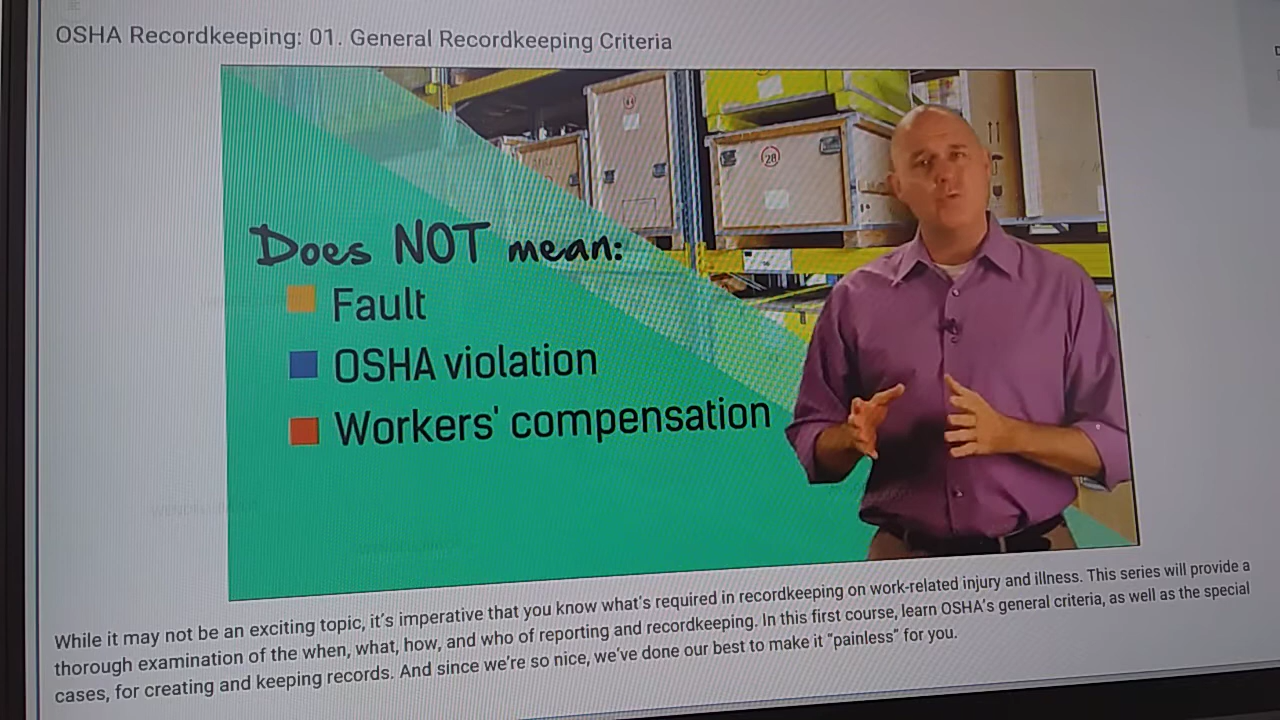 OSHA Recordkeeping: 01. General Recordkeeping Criteria
28
Does NOT mean:
Fault
OSHA violation
Workers' compensation
While it may not be an exciting topic, it's imperative that you know what's required in recordkeeping on work-related injury and illness. This series will provide a
thorough examination of the when, what, how, and who of reporting and recordkeeping. In this first course, learn OSHA's general criteria, as well as the special
cases, for creating and keeping records. And since we're so nice, we've done our best to make it "painless" for you.